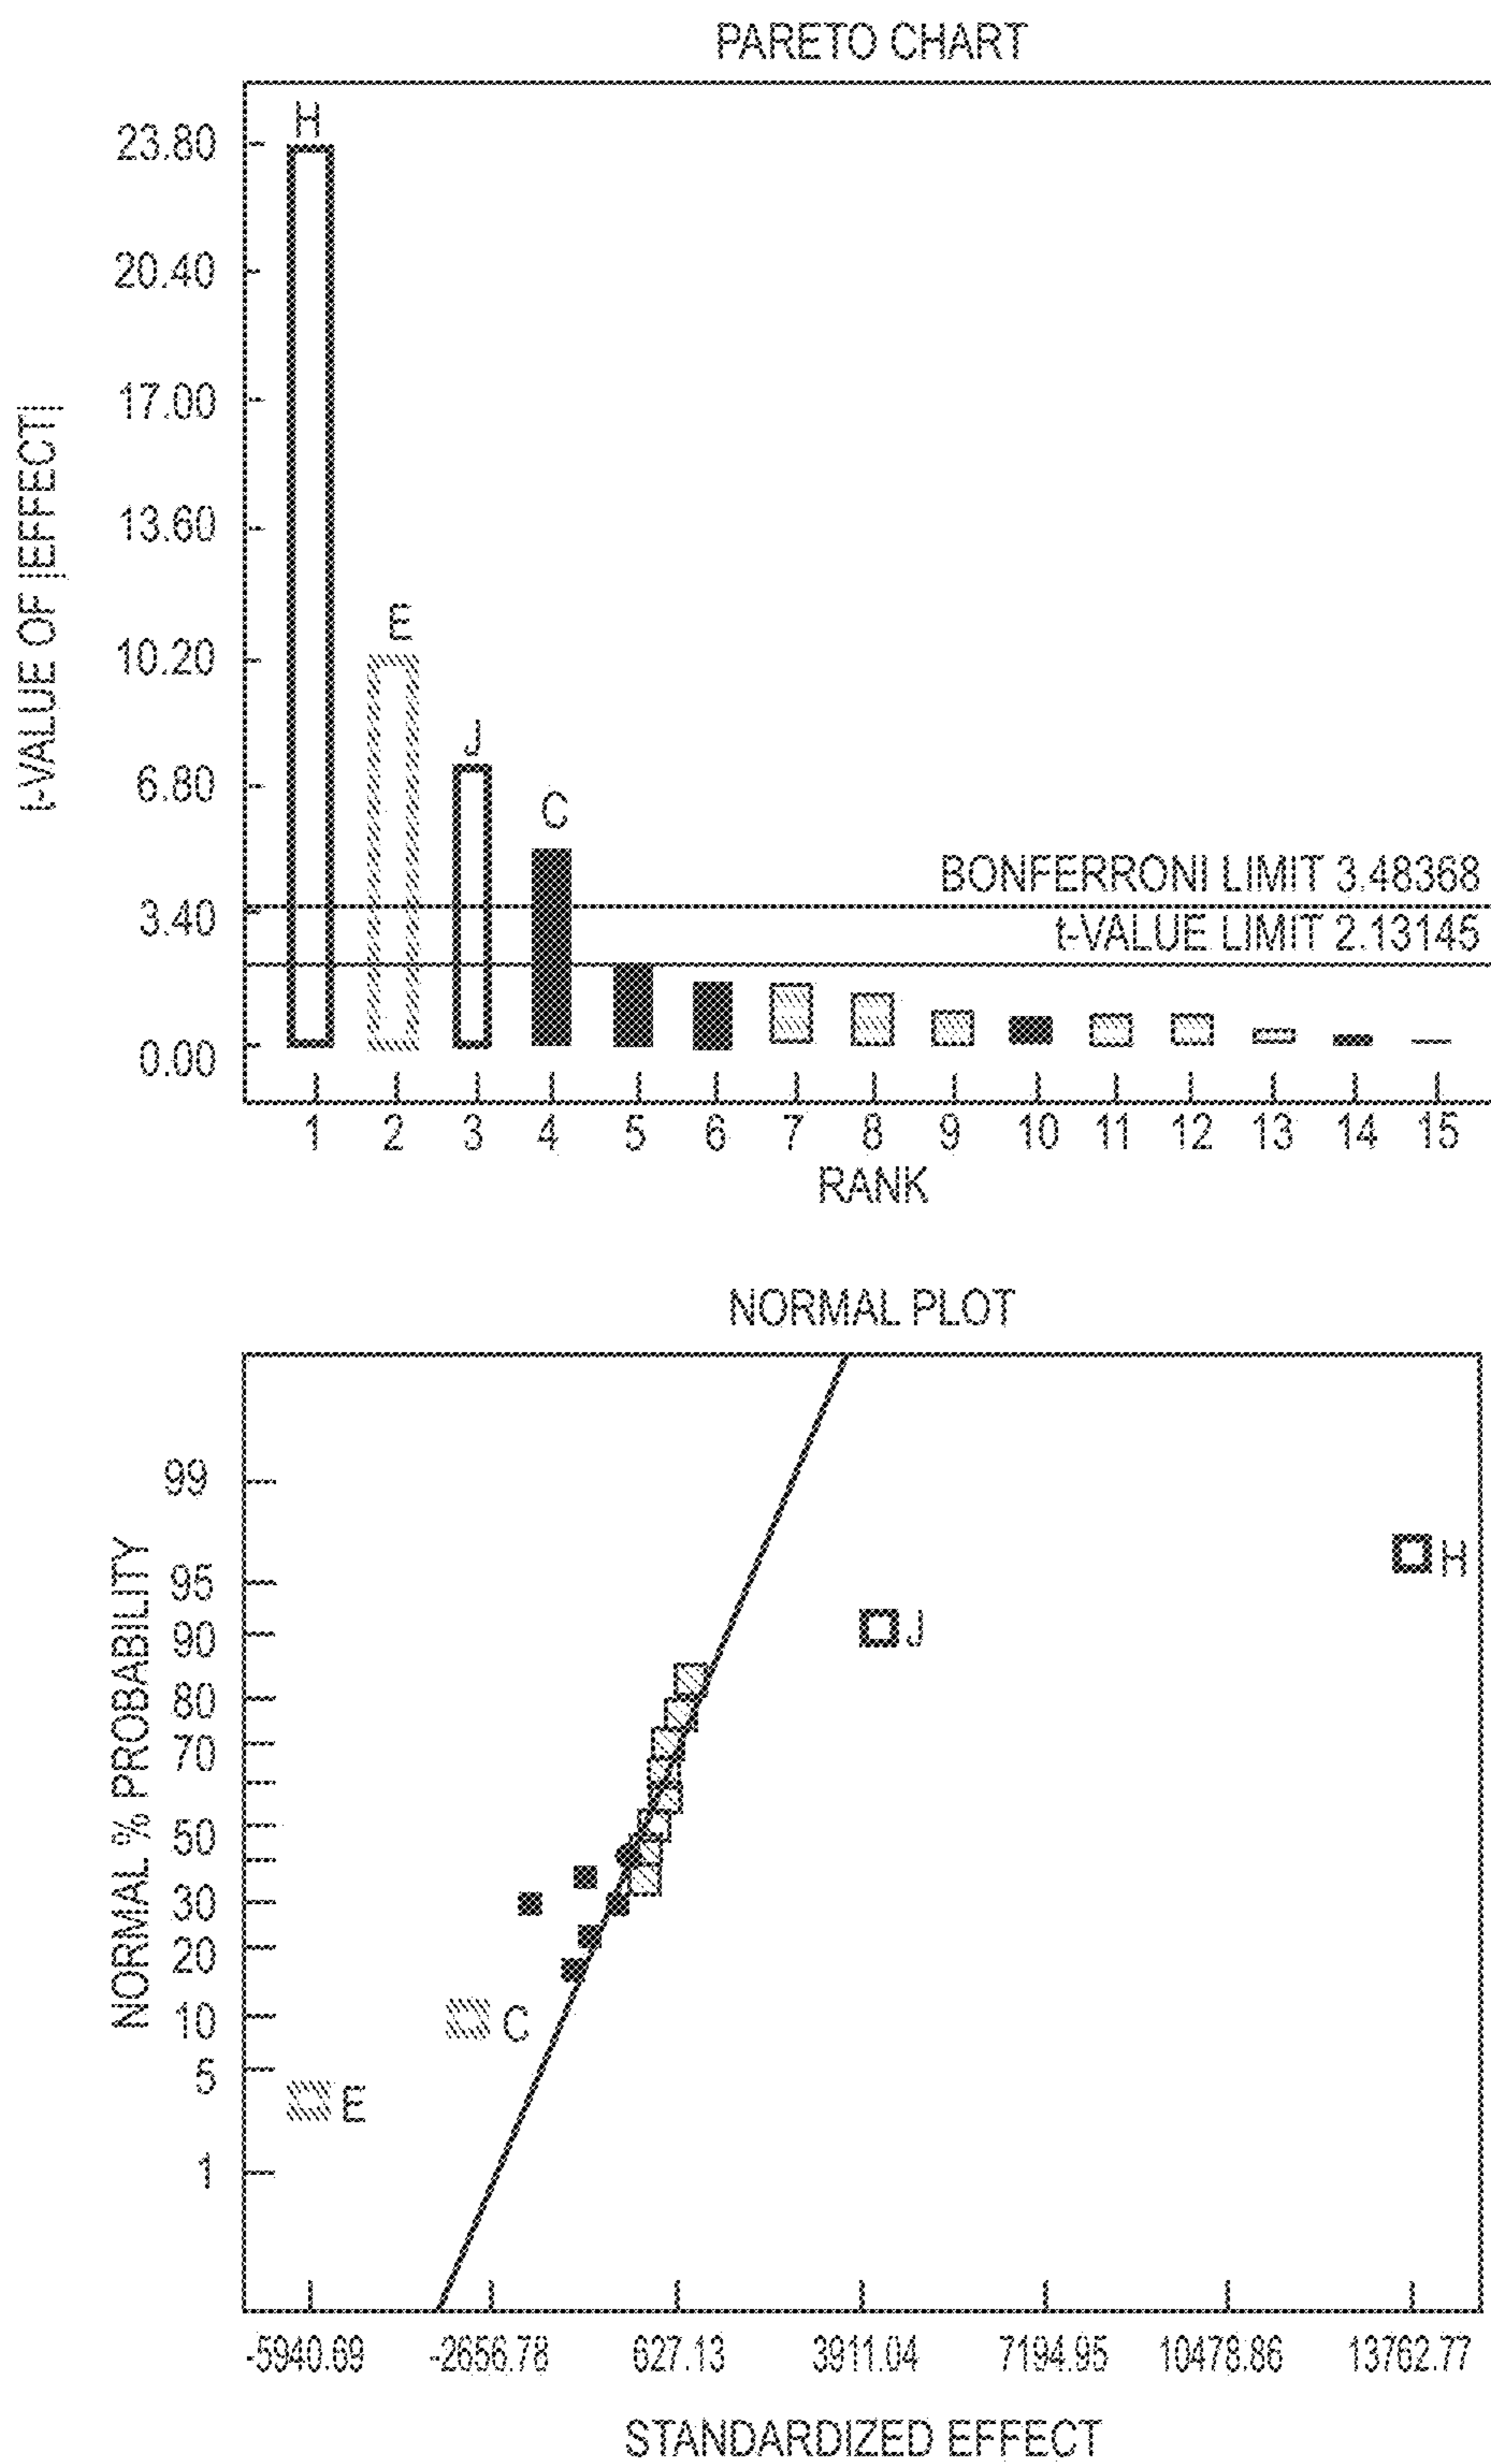 PARETO CHART
t-VALUE OF |EFFECT|
23.80
20.40
17.00
13.60
10.20
6.80
3.40
0.00
H
E
J
C
BONFERRONI LIMIT 3.48368
t-VALUE LIMIT 2.13145
1 2 3 4 5 6 7 8 9 10 11 12 13 14 15
RANK
NORMAL PLOT
NORMAL % PROBABILITY
99
95
90
80
70
50
30
20
10
5
1
H
J
C
E
-5940.69 -2656.78 627.13 3911.04 7194.95 10478.86 13762.77
STANDARDIZED EFFECT